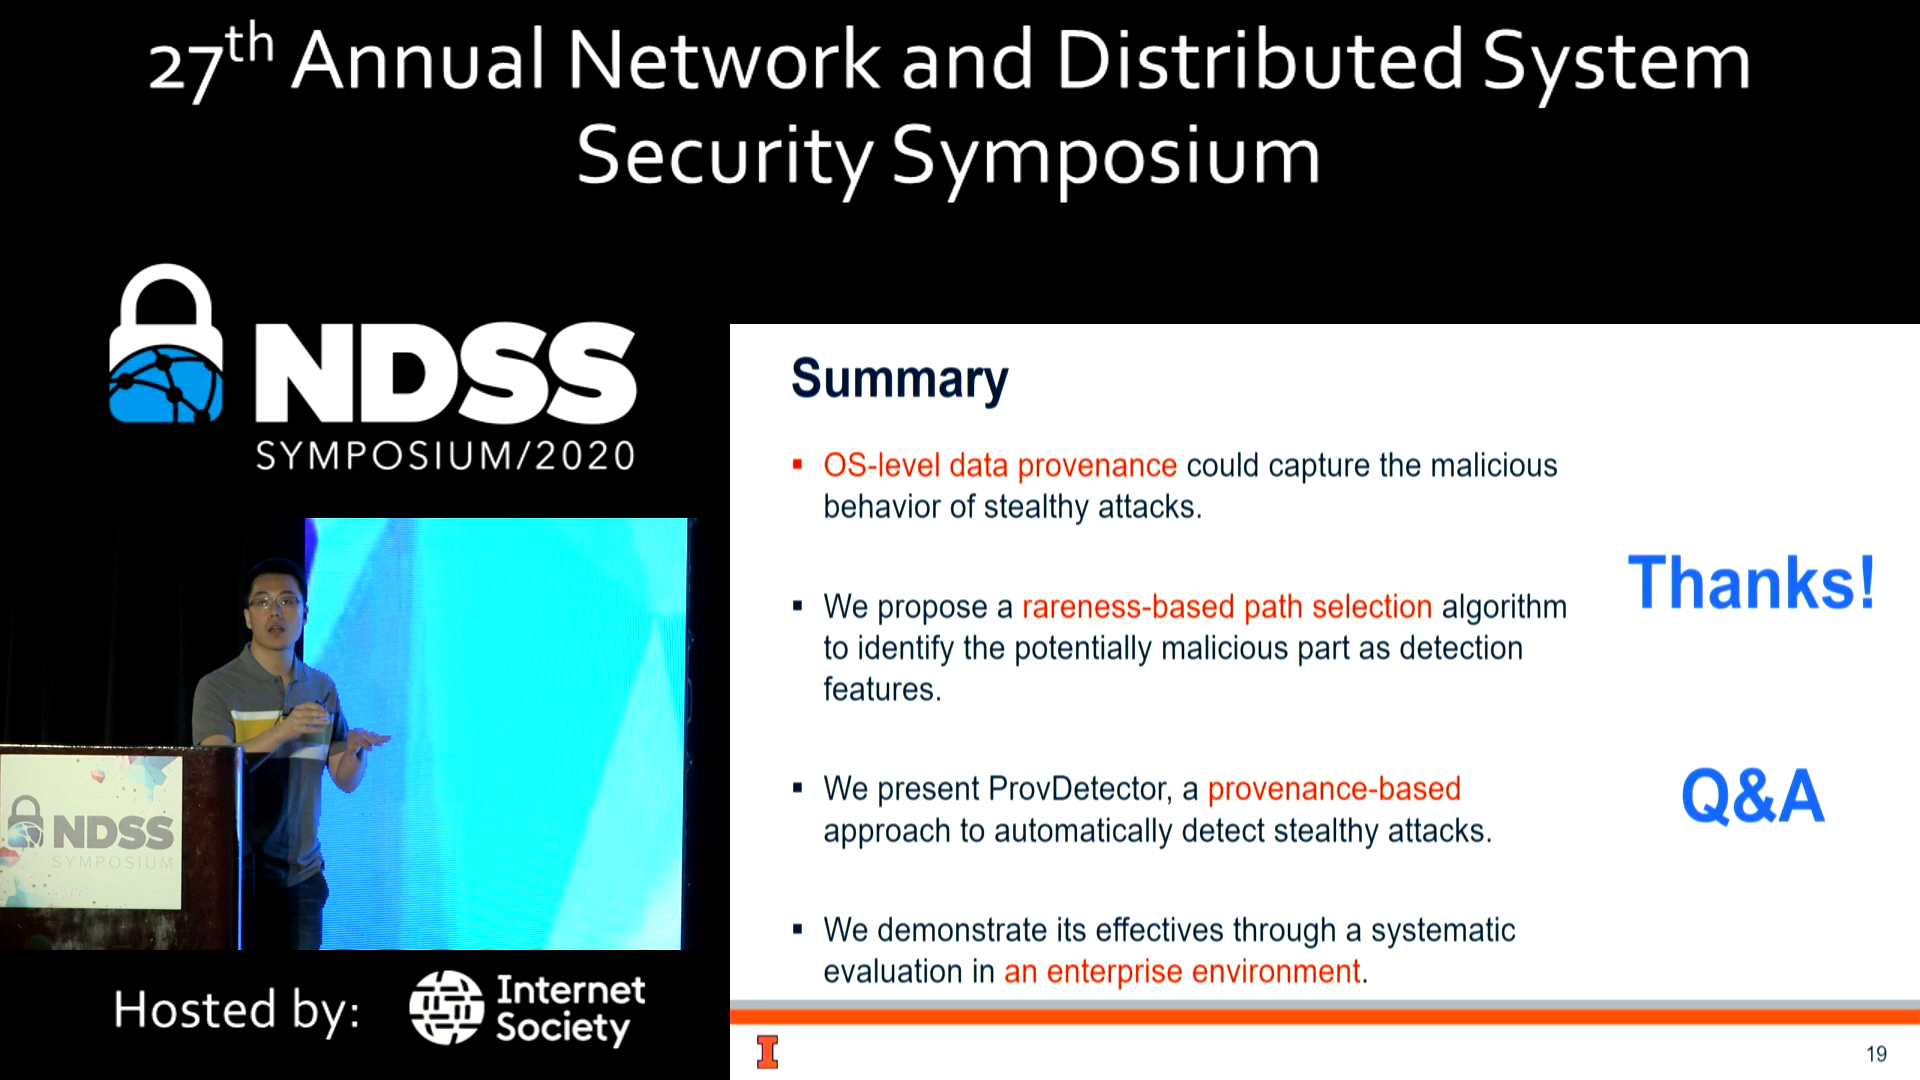 27th Annual Network and Distributed System
Security Symposium
NDSS
SYMPOSIUM/2020
Summary
▪ OS-level data provenance could capture the malicious
behavior of stealthy attacks.
▪ We propose a rareness-based path selection algorithm
to identify the potentially malicious part as detection
features.
▪ We present ProvDetector, a provenance-based
approach to automatically detect stealthy attacks.
▪ We demonstrate its effectives through a systematic
evaluation in an enterprise environment.
Thanks!
Q&A
NDSS
SYMPOSIUM
Hosted by:
Internet
Society
I
19